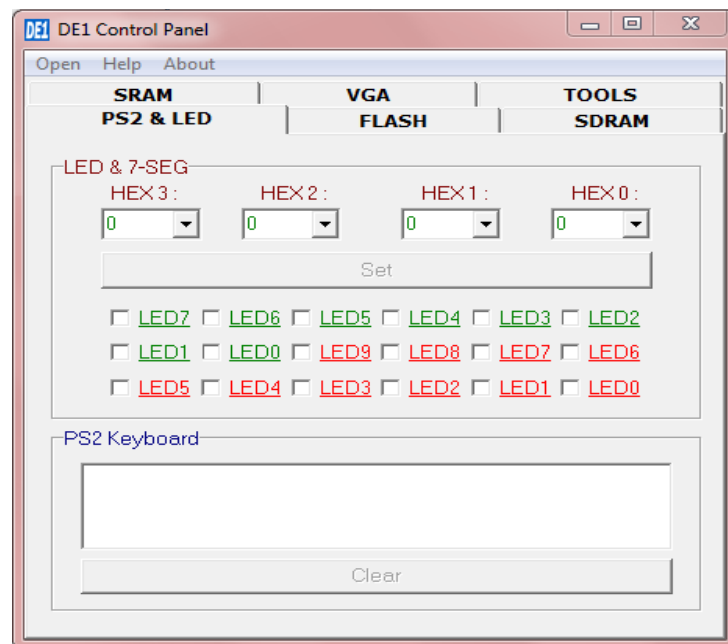 DE1 DE1 Control Panel
Open Help About
SRAM VGA TOOLS
PS2 & LED FLASH SDRAM
LED & 7-SEG
HEX 3 : HEX 2 : HEX 1 : HEX 0 :
0 0 0 0
Set
LED7 LED6 LED5 LED4 LED3 LED2
LED1 LED0 LED9 LED8 LED7 LED6
LED5 LED4 LED3 LED2 LED1 LED0
PS2 Keyboard
Clear